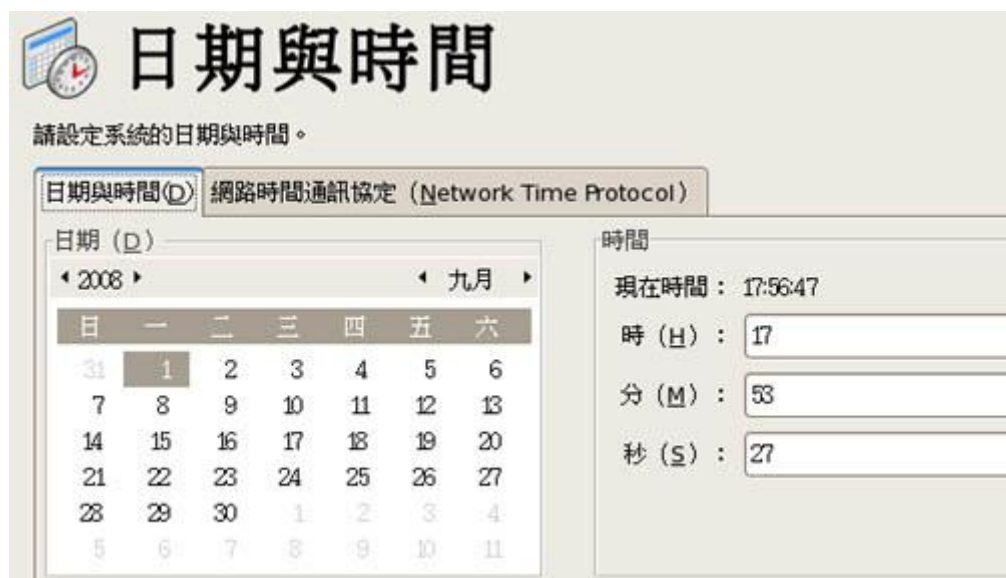 日期與時間
請設定系統的日期與時間。
日期與時間(D) 網路時間通訊協定（Network Time Protocol）
日期（D）
2008 九月
日 一 二 三 四 五 六
31 1 2 3 4 5 6
7 8 9 10 11 12 13
14 15 16 17 18 19 20
21 22 23 24 25 26 27
28 29 30 1 2 3 4
5 6 7 8 9 10 11
時間
現在時間： 17:56:47
時（H）： 17
分（M）： 53
秒（S）： 27